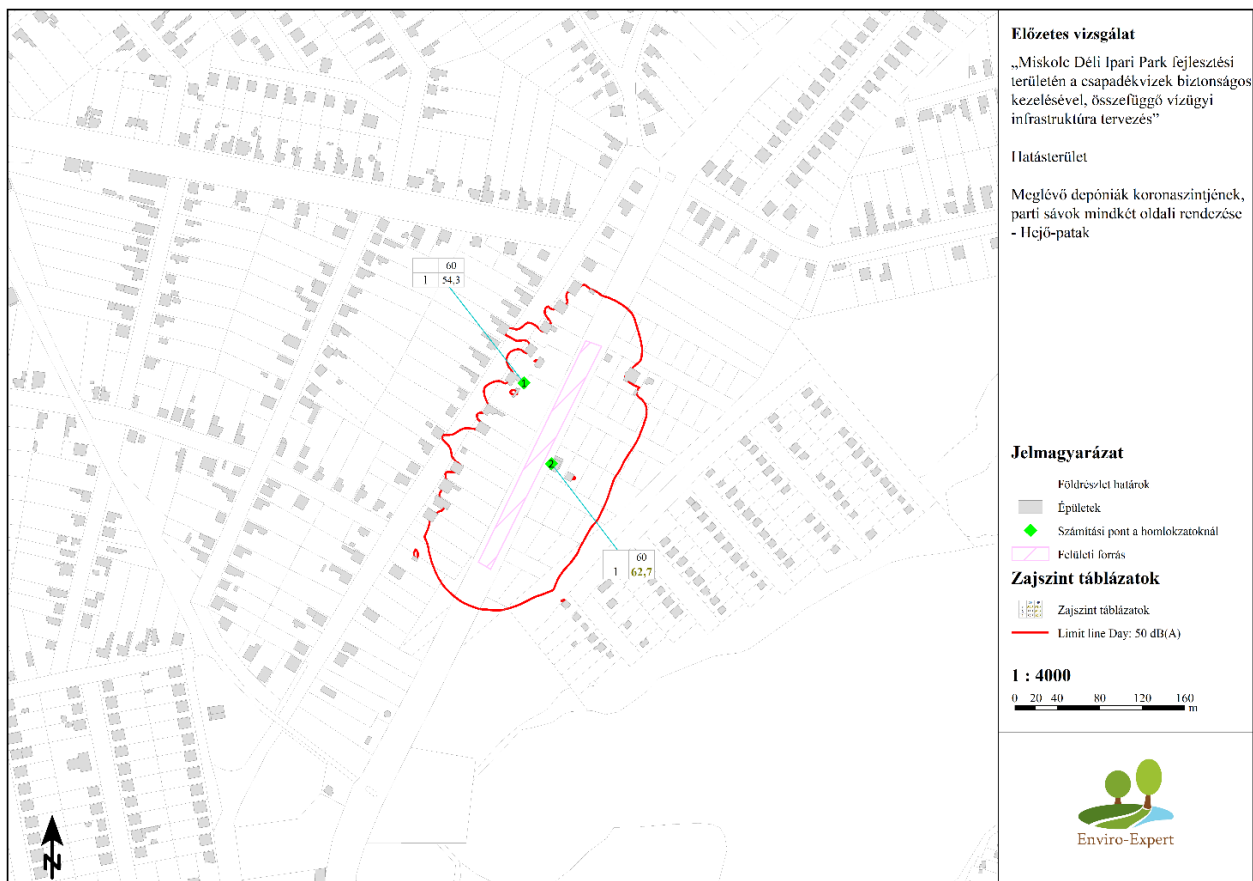 Előzetes vizsgálat
„Miskolc Déli Ipari Park fejlesztési
területén a csapadékvizek biztonságos
kezelésével, összefüggő vízügyi
infrastruktúra tervezés”
Hatásterület
Meglévő depóniák koronaszintjének,
parti sávok mindkét oldali rendezése
- Hejő-patak
60
1 54,3
1
2
60
1 62,7
Jelmagyarázat
Földrészlet határok
Épületek
Számítási pont a homlokzatoknál
Felületi forrás
Zajszint táblázatok
Zajszint táblázatok
Limit line Day: 50 dB(A)
1 : 4000
0 20 40 80 120 160
m
Enviro-Expert
N